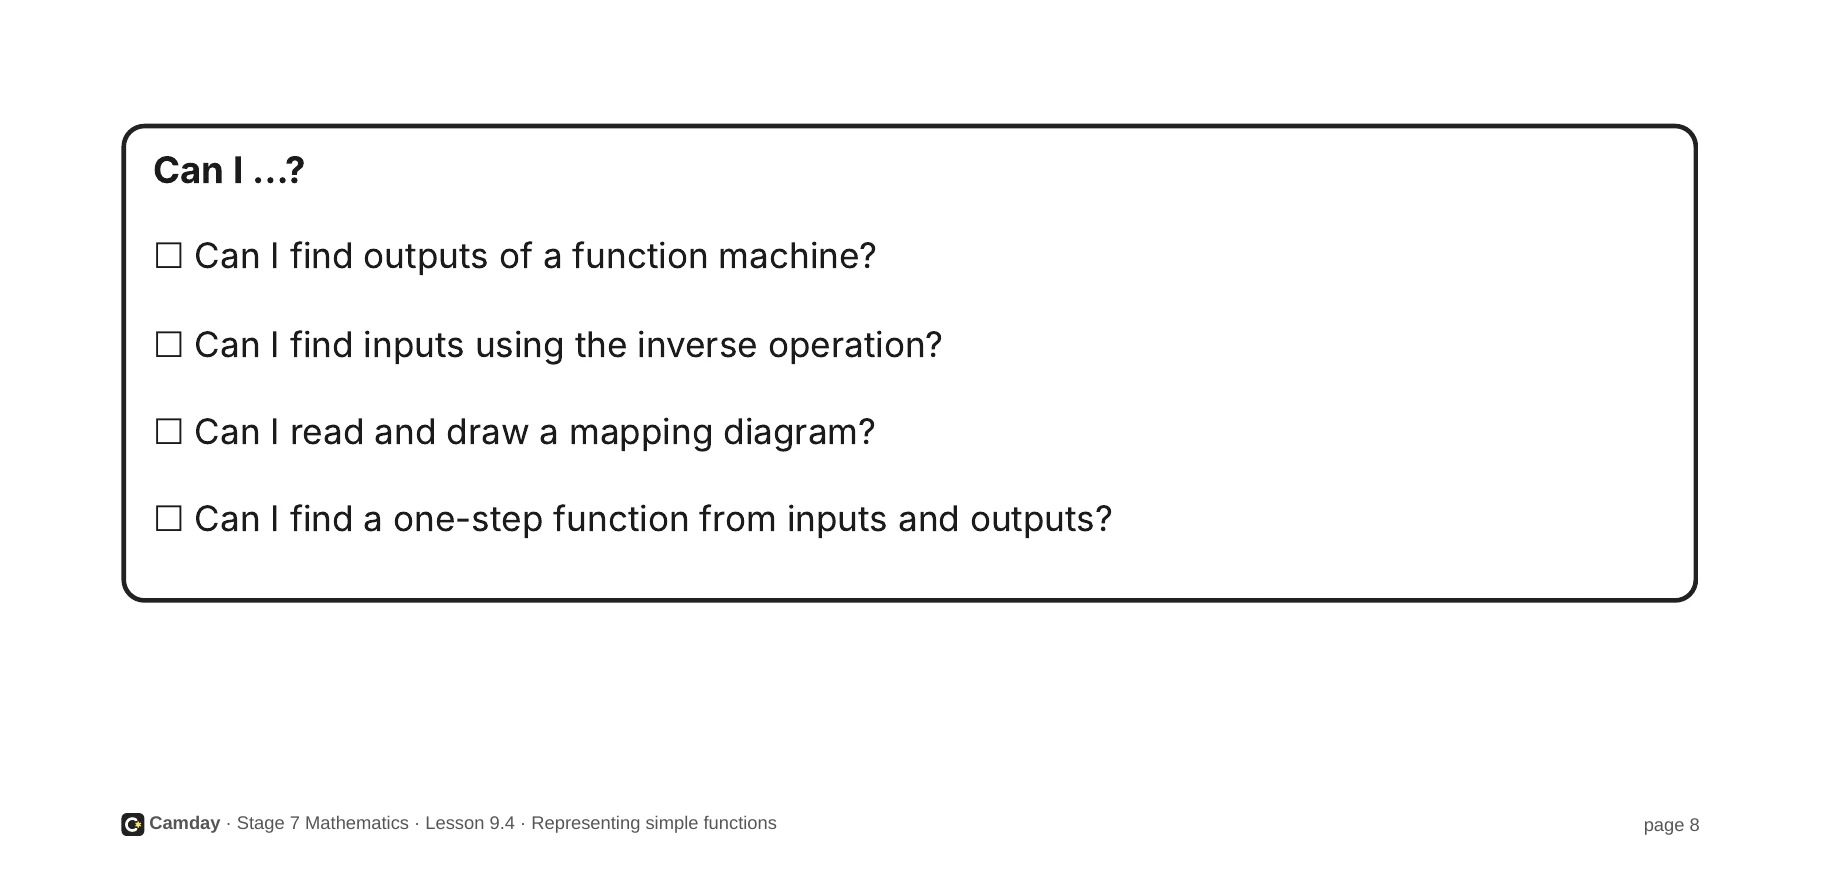 Can I …?
☐ Can I find outputs of a function machine?
☐ Can I find inputs using the inverse operation?
☐ Can I read and draw a mapping diagram?
☐ Can I find a one-step function from inputs and outputs?
Camday · Stage 7 Mathematics · Lesson 9.4 · Representing simple functions
page 8